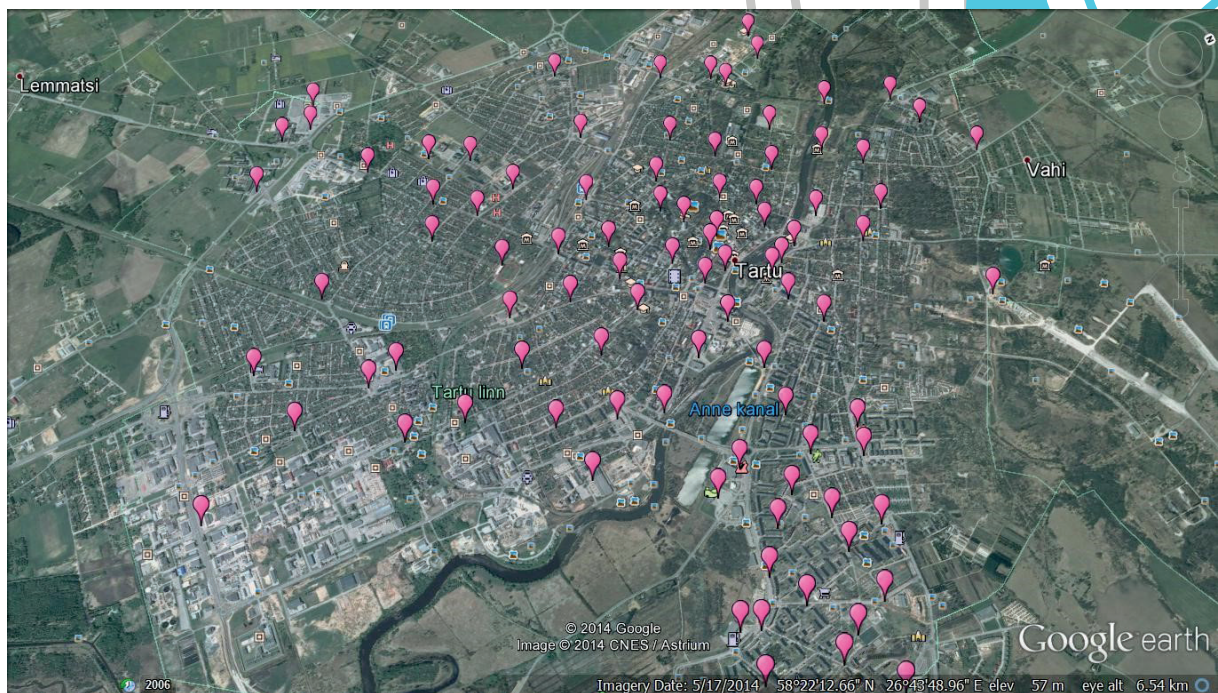 Lemmatsi
Vahi
Tartu
Tartu linn
Anne kanal
© 2014 Google
Image © 2014 CNES / Astrium
Google earth
2006
Imagery Date: 5/17/2014 58°22'12.66" N 26°43'48.96" E elev 57 m eye alt 6.54 km
N